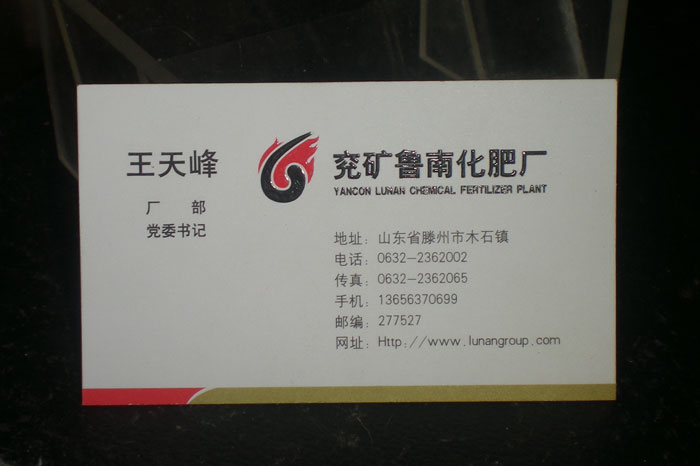 王天峰
厂 部
党委书记
兖矿鲁南化肥厂
YANCON LUNAN CHEMICAL FERTILIZER PLANT
地址：山东省滕州市木石镇
电话：0632-2362002
传真：0632-2362065
手机：13656370699
邮编：277527
网址：Http://www.lunangroup.com